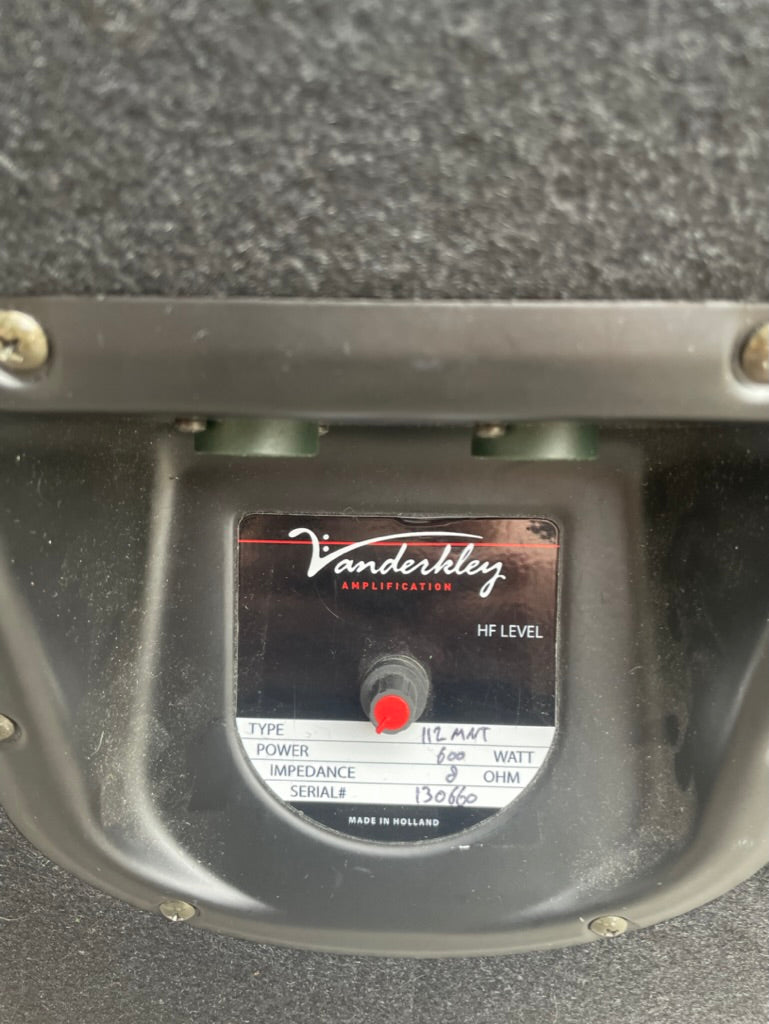 Vanderkley
AMPLIFICATION
HF LEVEL
TYPE 112 MNT
POWER 600 WATT
IMPEDANCE 8 OHM
SERIAL# 130660
MADE IN HOLLAND